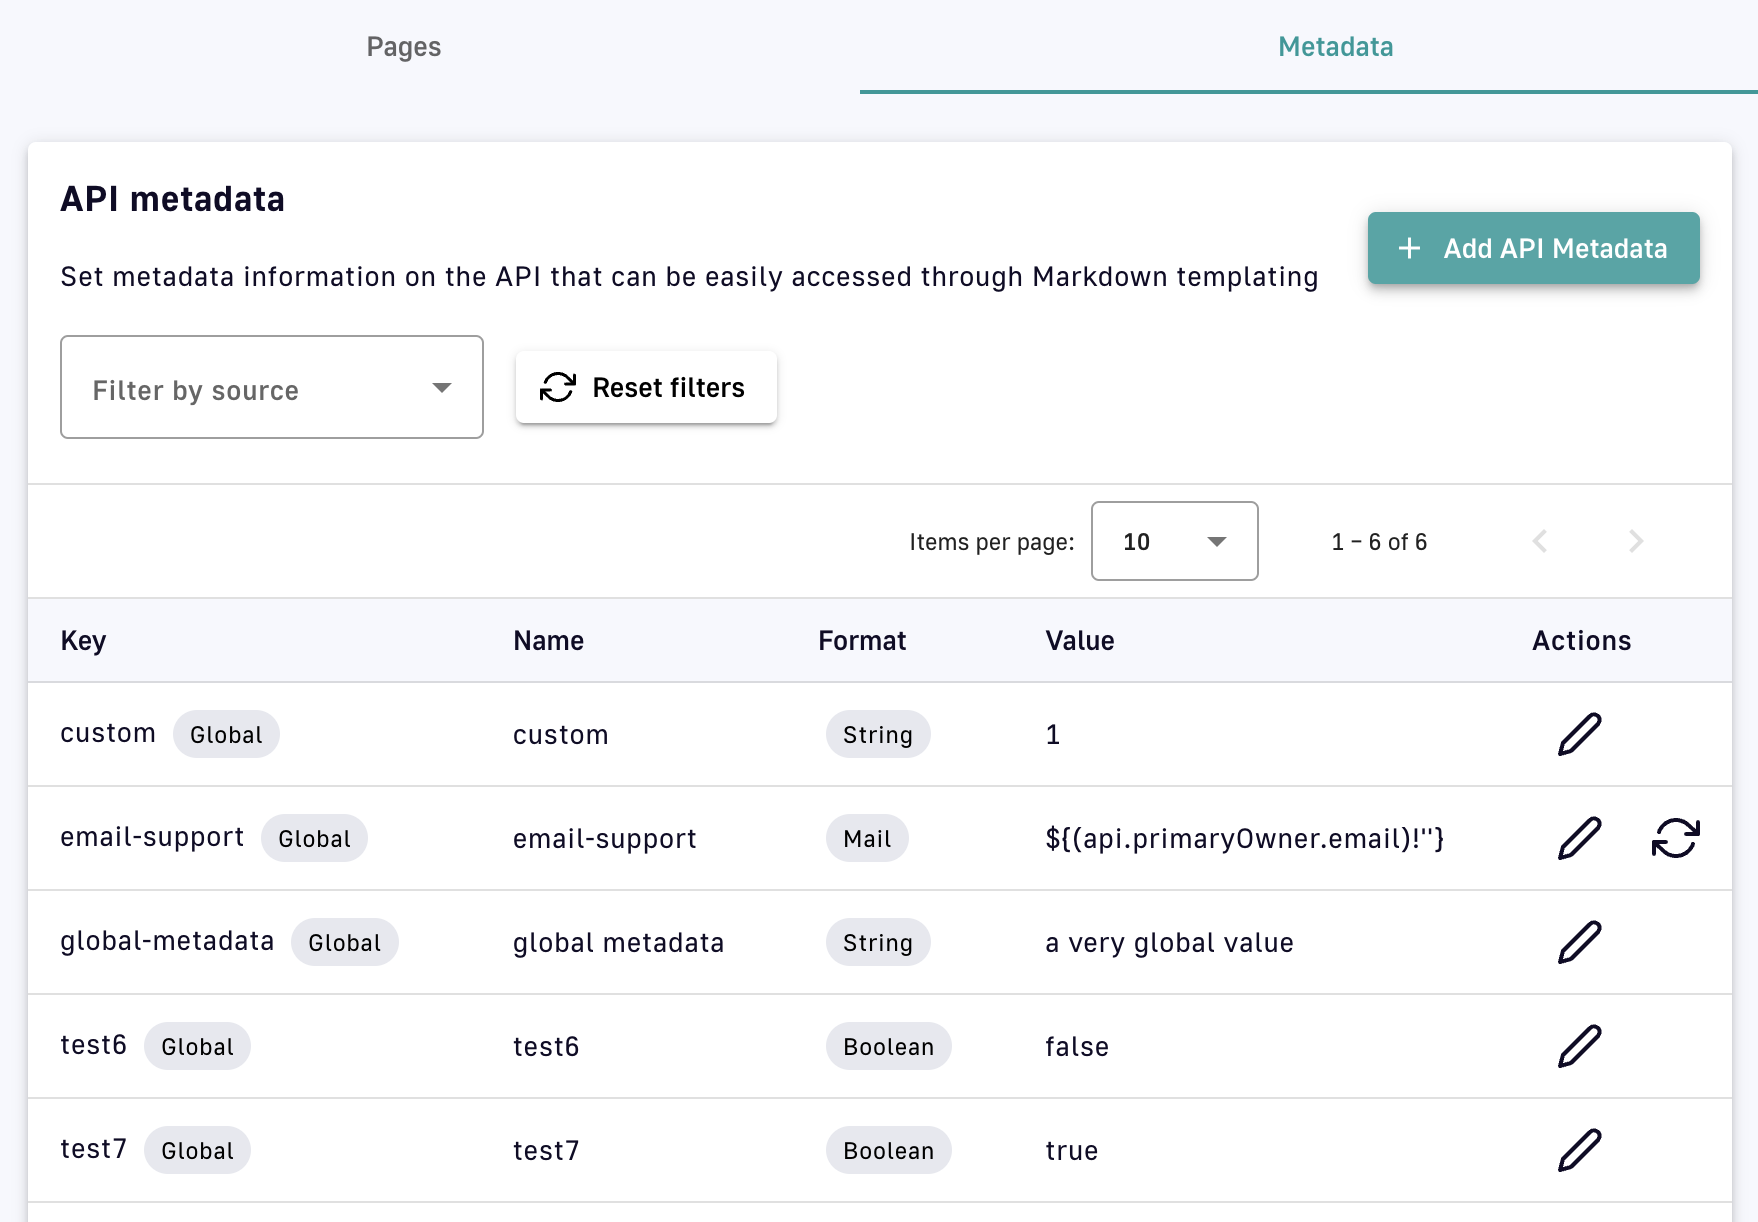 Pages
Metadata
API metadata
Set metadata information on the API that can be easily accessed through Markdown templating
+ Add API Metadata
Filter by source
Reset filters
Items per page: 10 1 – 6 of 6
Key Name Format Value Actions
custom Global custom String 1
email-support Global email-support Mail ${(api.primaryOwner.email)!''}
global-metadata Global global metadata String a very global value
test6 Global test6 Boolean false
test7 Global test7 Boolean true